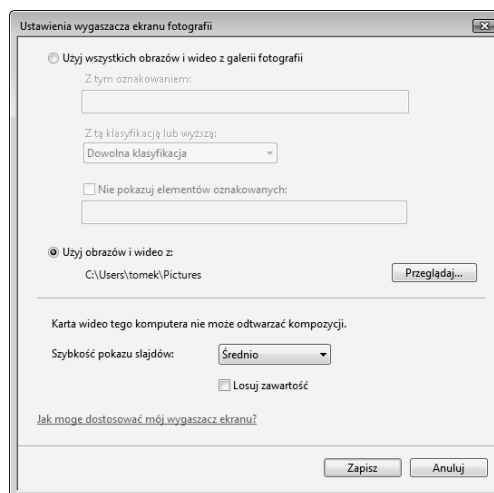 Ustawienia wygaszacza ekranu fotografii
Użyj wszystkich obrazów i wideo z galerii fotografii
Z tym oznakowaniem:
Z tą klasyfikacją lub wyższą:
Dowolna klasyfikacja
Nie pokazuj elementów oznakowanych:
Użyj obrazów i wideo z:
C:\Users\tomek\Pictures Przeglądaj...
Karta wideo tego komputera nie może odtwarzać kompozycji.
Szybkość pokazu slajdów: Średnio
Losuj zawartość
Jak moge dostosować mój wygaszacz ekranu?
Zapisz Anuluj